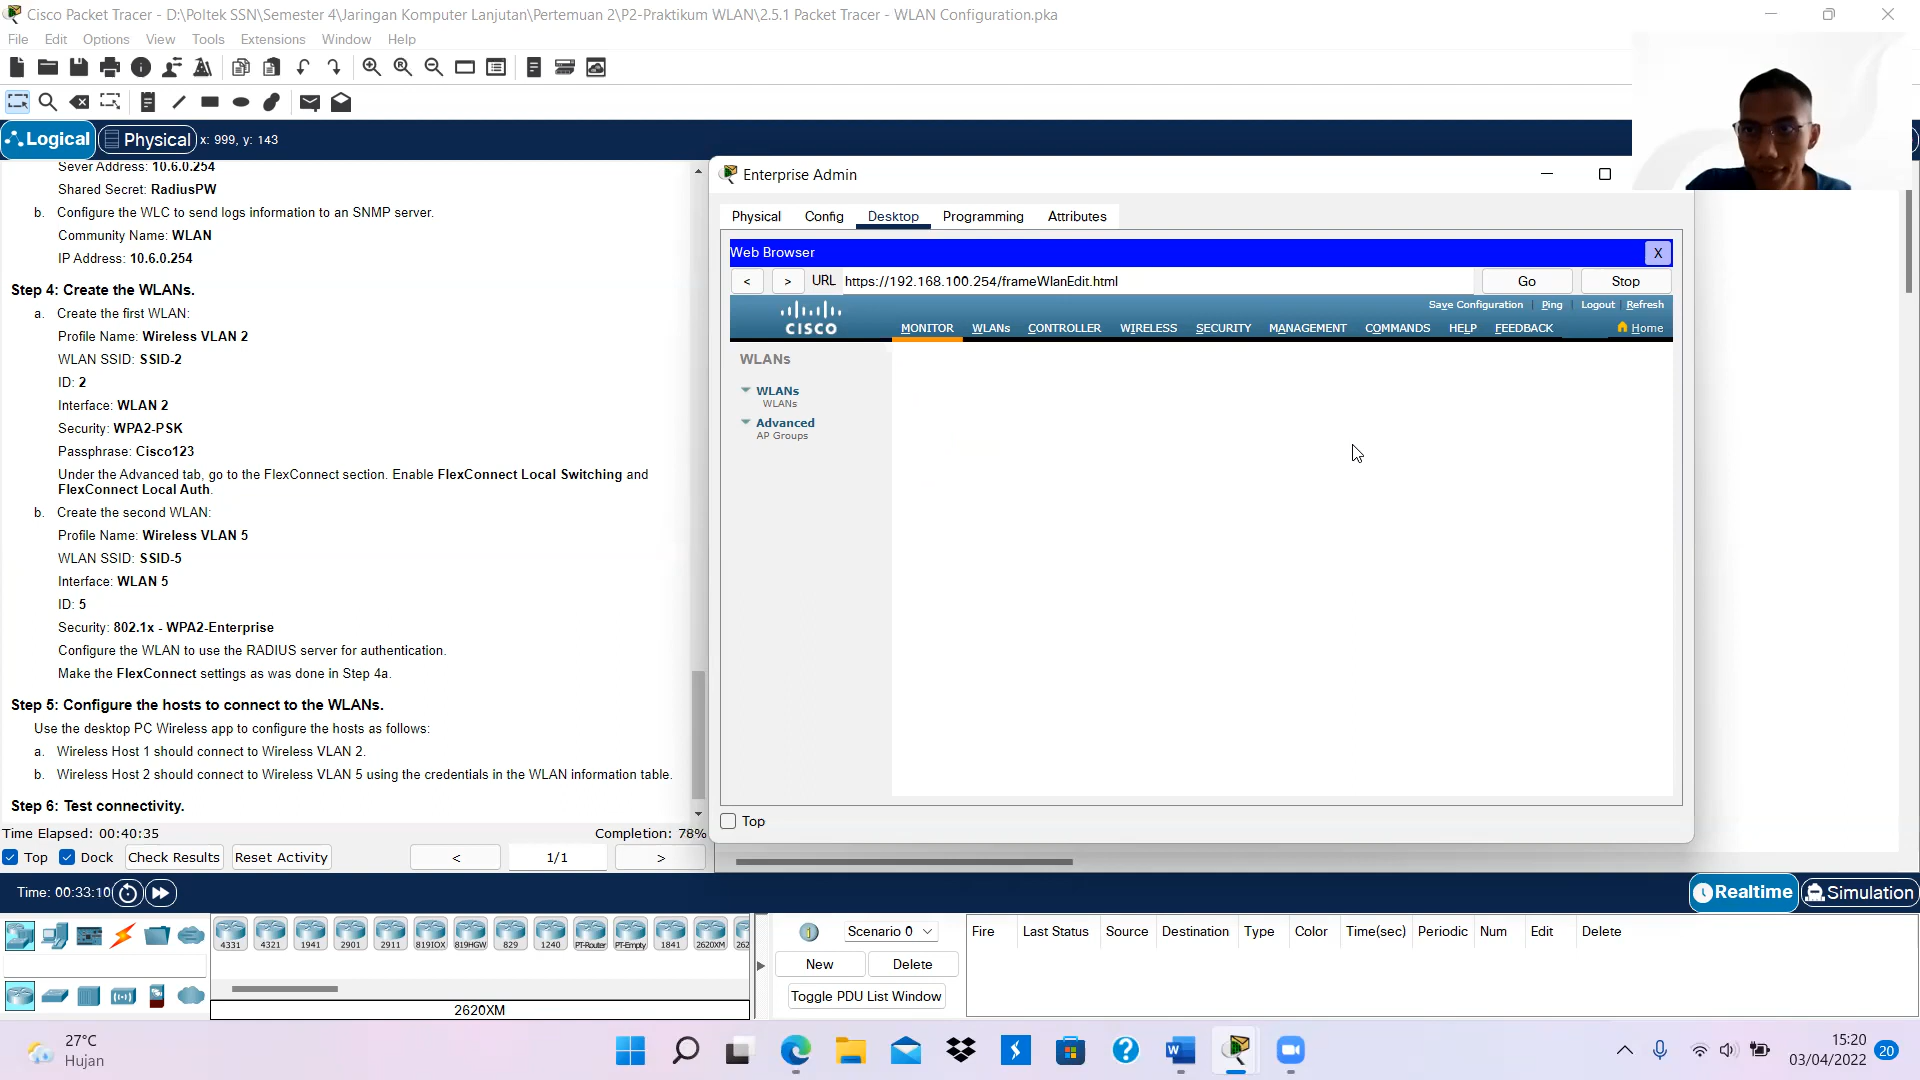 Cisco Packet Tracer - D:\Poltek SSN\Semester 4\Jaringan Komputer Lanjutan\Pertemuan 2\P2-Praktikum WLAN\2.5.1 Packet Tracer - WLAN Configuration.pka
File Edit Options View Tools Extensions Window Help
Logical Physical x: 999, y: 143
Sever Address: 10.6.0.254
Shared Secret: RadiusPW
b. Configure the WLC to send logs information to an SNMP server.
Community Name: WLAN
IP Address: 10.6.0.254
Step 4: Create the WLANs.
a. Create the first WLAN:
Profile Name: Wireless VLAN 2
WLAN SSID: SSID-2
ID: 2
Interface: WLAN 2
Security: WPA2-PSK
Passphrase: Cisco123
Under the Advanced tab, go to the FlexConnect section. Enable FlexConnect Local Switching and
FlexConnect Local Auth.
b. Create the second WLAN:
Profile Name: Wireless VLAN 5
WLAN SSID: SSID-5
Interface: WLAN 5
ID: 5
Security: 802.1x - WPA2-Enterprise
Configure the WLAN to use the RADIUS server for authentication.
Make the FlexConnect settings as was done in Step 4a.
Step 5: Configure the hosts to connect to the WLANs.
Use the desktop PC Wireless app to configure the hosts as follows:
a. Wireless Host 1 should connect to Wireless VLAN 2.
b. Wireless Host 2 should connect to Wireless VLAN 5 using the credentials in the WLAN information table.
Step 6: Test connectivity.
Time Elapsed: 00:40:35 Completion: 78%
Top Dock Check Results Reset Activity < 1/1 >
Enterprise Admin
Physical Config Desktop Programming Attributes
Web Browser X
< > URL https://192.168.100.254/frameWlanEdit.html Go Stop
Save Configuration | Ping | Logout | Refresh
CISCO MONITOR WLANs CONTROLLER WIRELESS SECURITY MANAGEMENT COMMANDS HELP FEEDBACK Home
WLANs
WLANs
WLANs
Advanced
AP Groups
Top
Time: 00:33:10 Realtime Simulation
4331 4321 1941 2901 2911 819IOX 819HGW 829 1240 PT-Router PT-Empty 1841 2620XM 262
2620XM
Scenario 0
New Delete
Toggle PDU List Window
Fire Last Status Source Destination Type Color Time(sec) Periodic Num Edit Delete
27°C
Hujan
15:20
03/04/2022
20